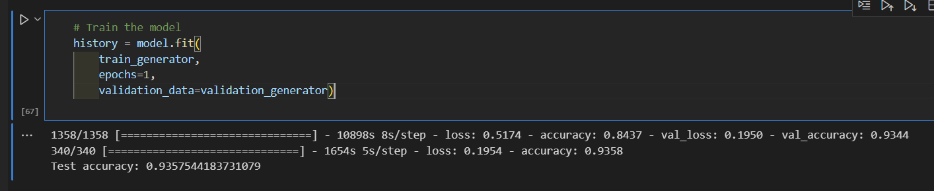 # Train the model
history = model.fit(
    train_generator,
    epochs=1,
    validation_data=validation_generator)
[67]
... 1358/1358 [==============================] - 10898s 8s/step - loss: 0.5174 - accuracy: 0.8437 - val_loss: 0.1950 - val_accuracy: 0.9344
340/340 [==============================] - 1654s 5s/step - loss: 0.1954 - accuracy: 0.9358
Test accuracy: 0.9357544183731079